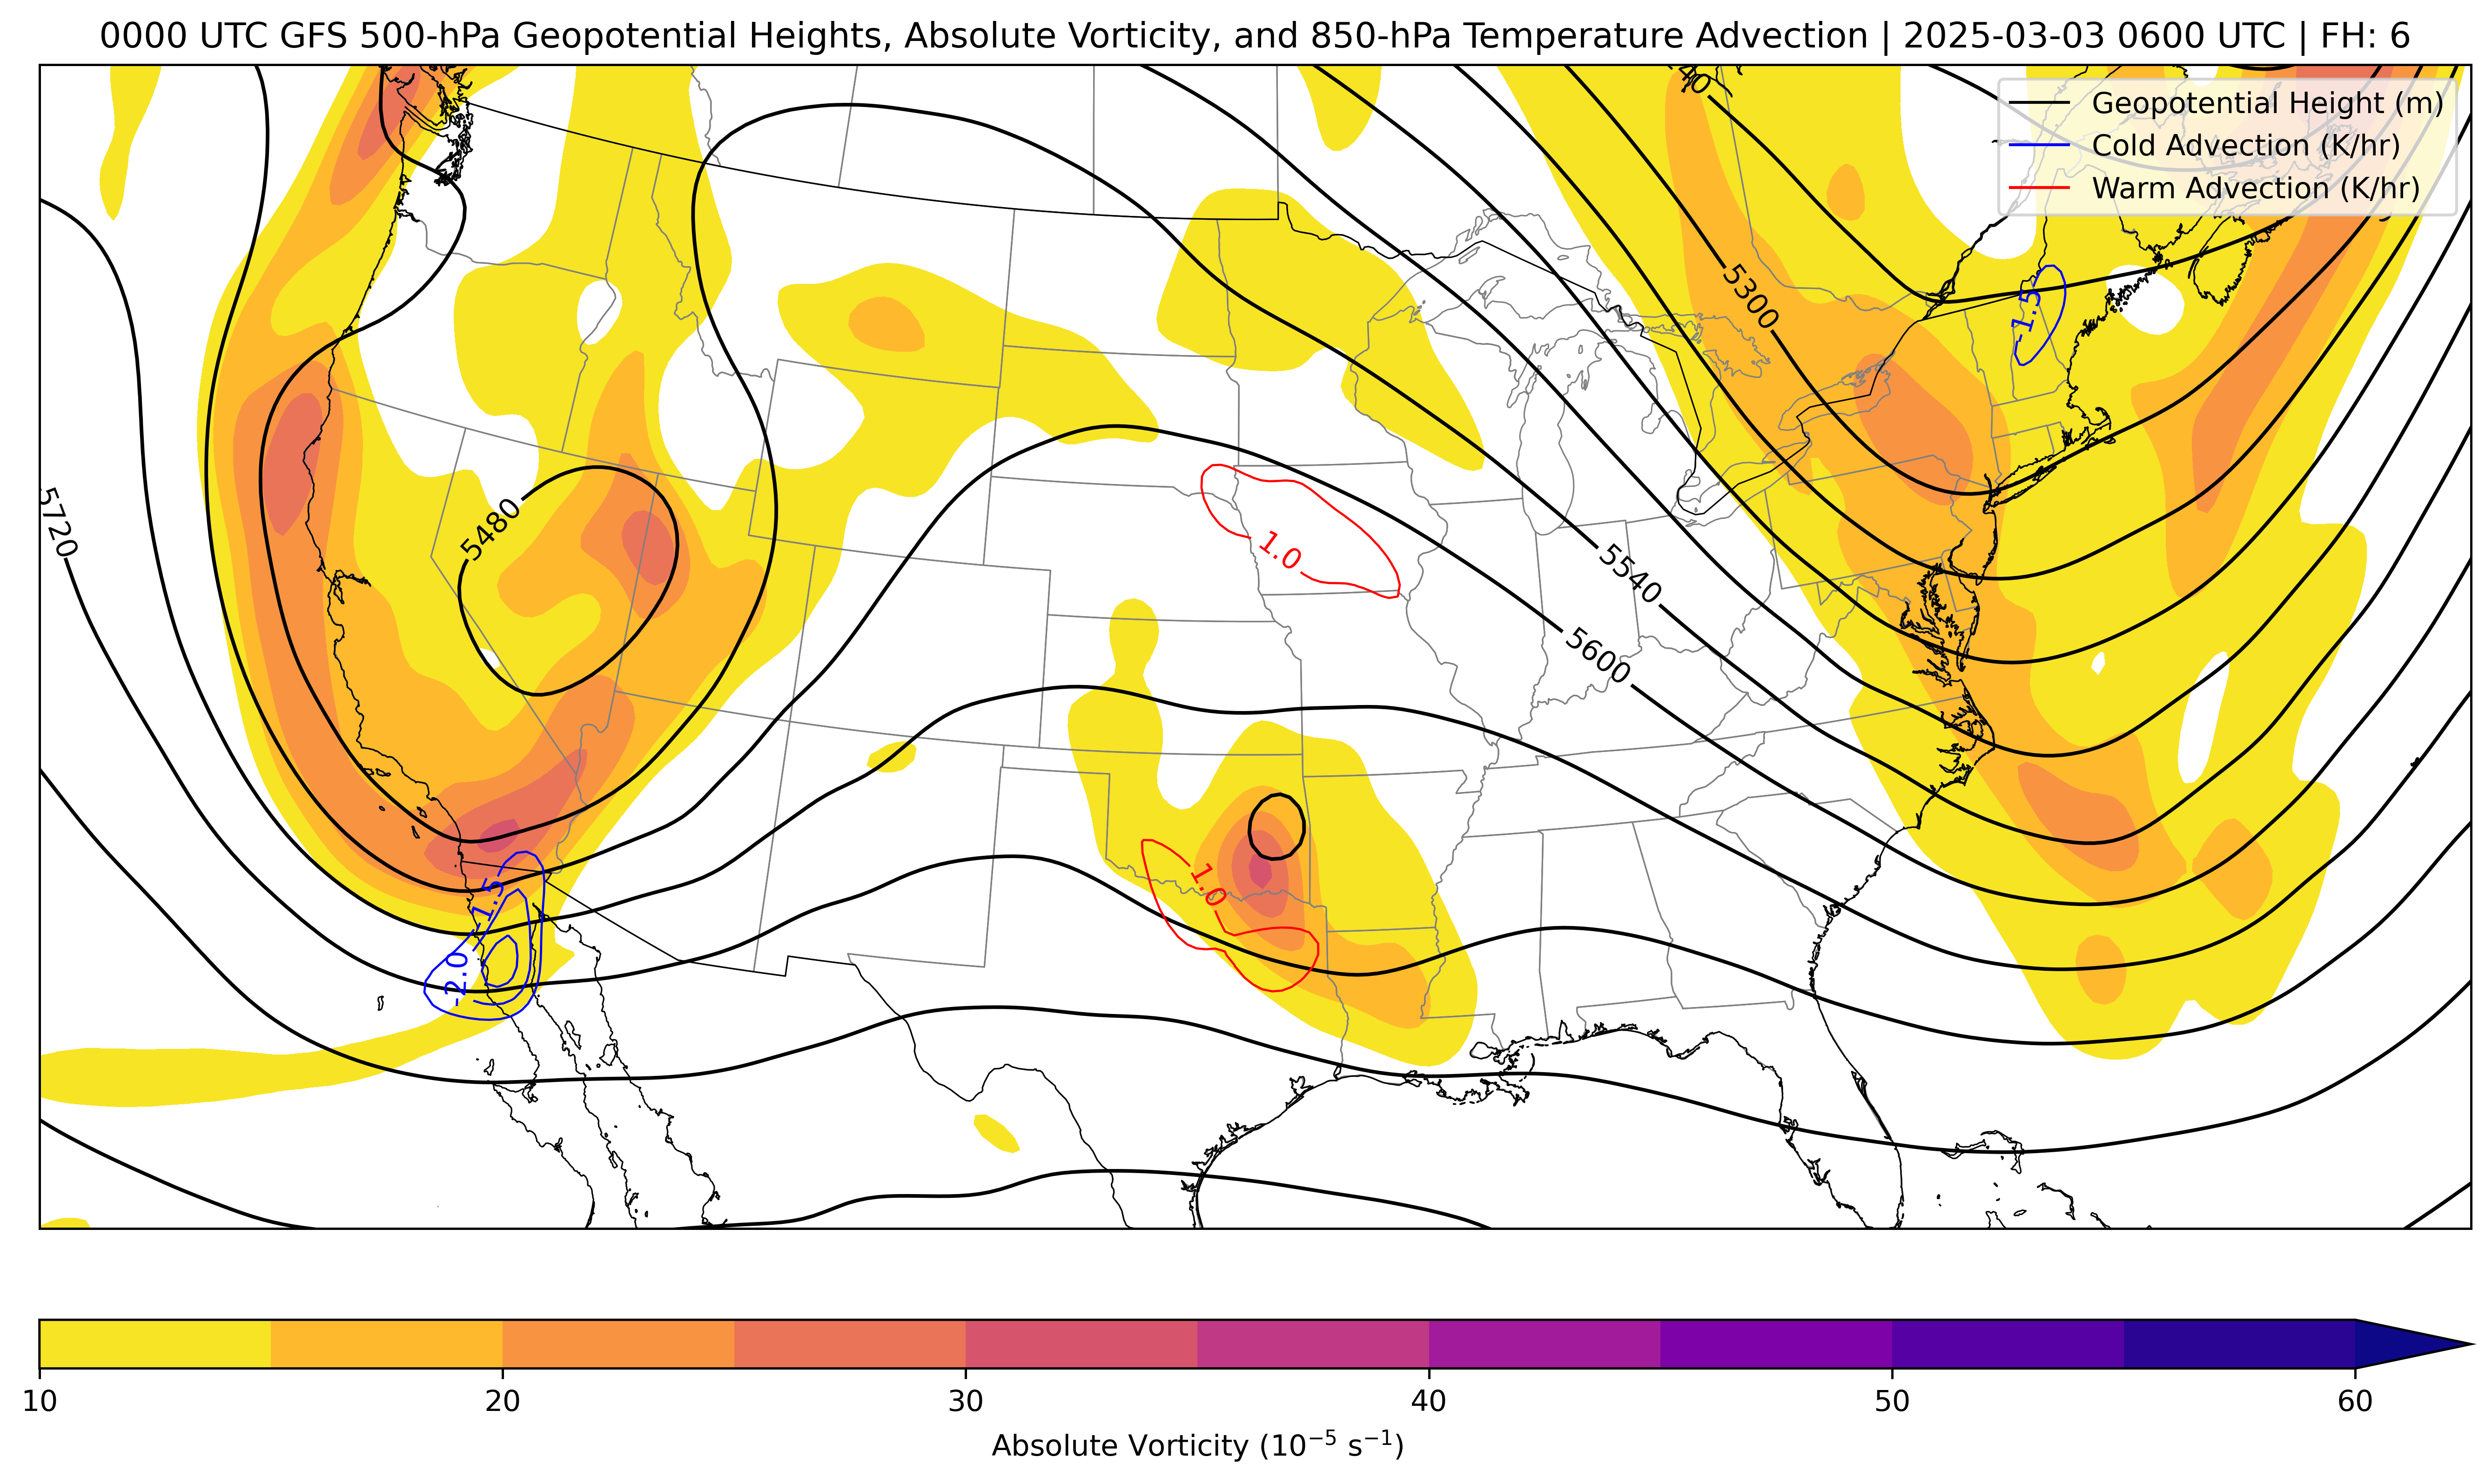 0000 UTC GFS 500-hPa Geopotential Heights, Absolute Vorticity, and 850-hPa Temperature Advection | 2025-03-03 0600 UTC | FH: 6
Geopotential Height (m)
Cold Advection (K/hr)
Warm Advection (K/hr)
5300
-1.5
5720
5480
1.0
5540
5600
1.0
-1.5
-2.0
10 20 30 40 50 60
Absolute Vorticity (10⁻⁵ s⁻¹)